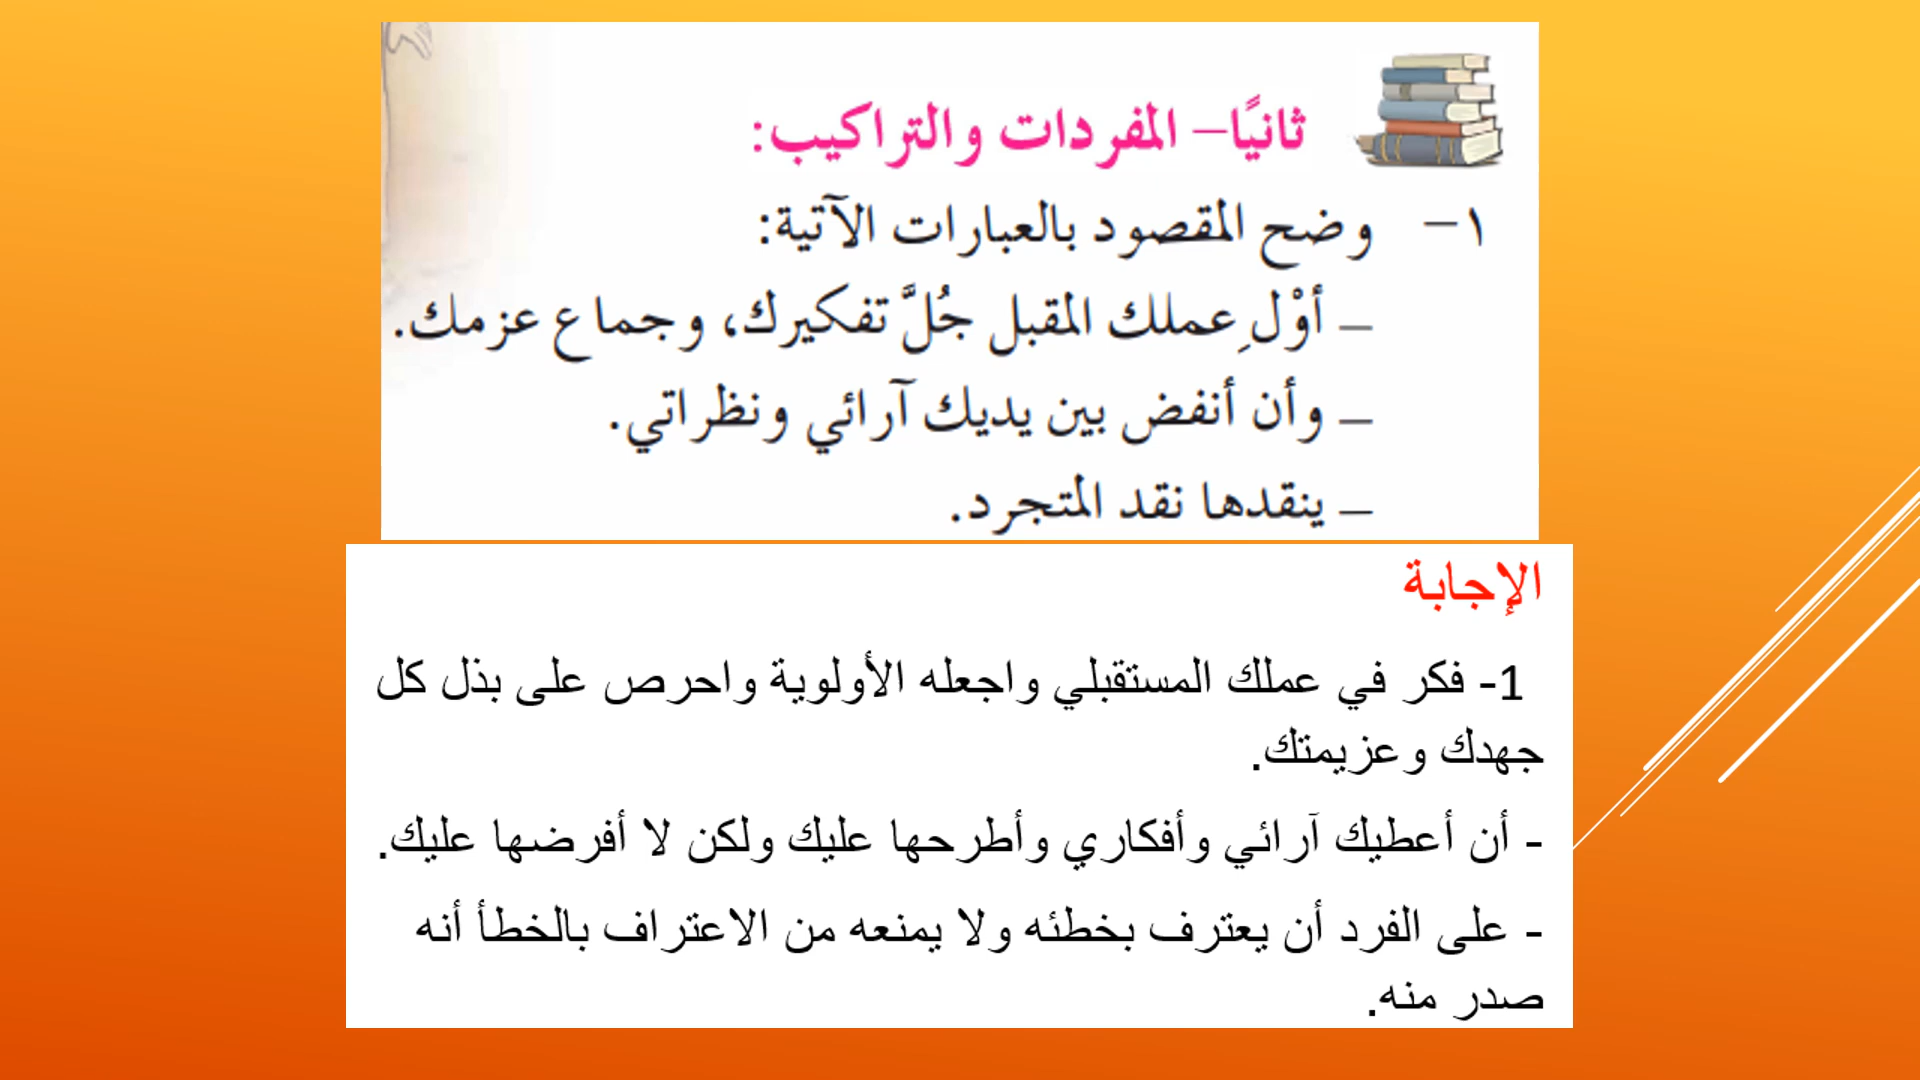 ثانيًا– المفردات والتراكيب:
١– وضح المقصود بالعبارات الآتية:
– أوْلِ عملك المقبل جُلَّ تفكيرك، وجماع عزمك.
– وأن أنفض بين يديك آرائي ونظراتي.
– ينقدها نقد المتجرد.
الإجابة
1- فكر في عملك المستقبلي واجعله الأولوية واحرص على بذل كل
جهدك وعزيمتك.
- أن أعطيك آرائي وأفكاري وأطرحها عليك ولكن لا أفرضها عليك.
- على الفرد أن يعترف بخطئه ولا يمنعه من الاعتراف بالخطأ أنه
صدر منه.